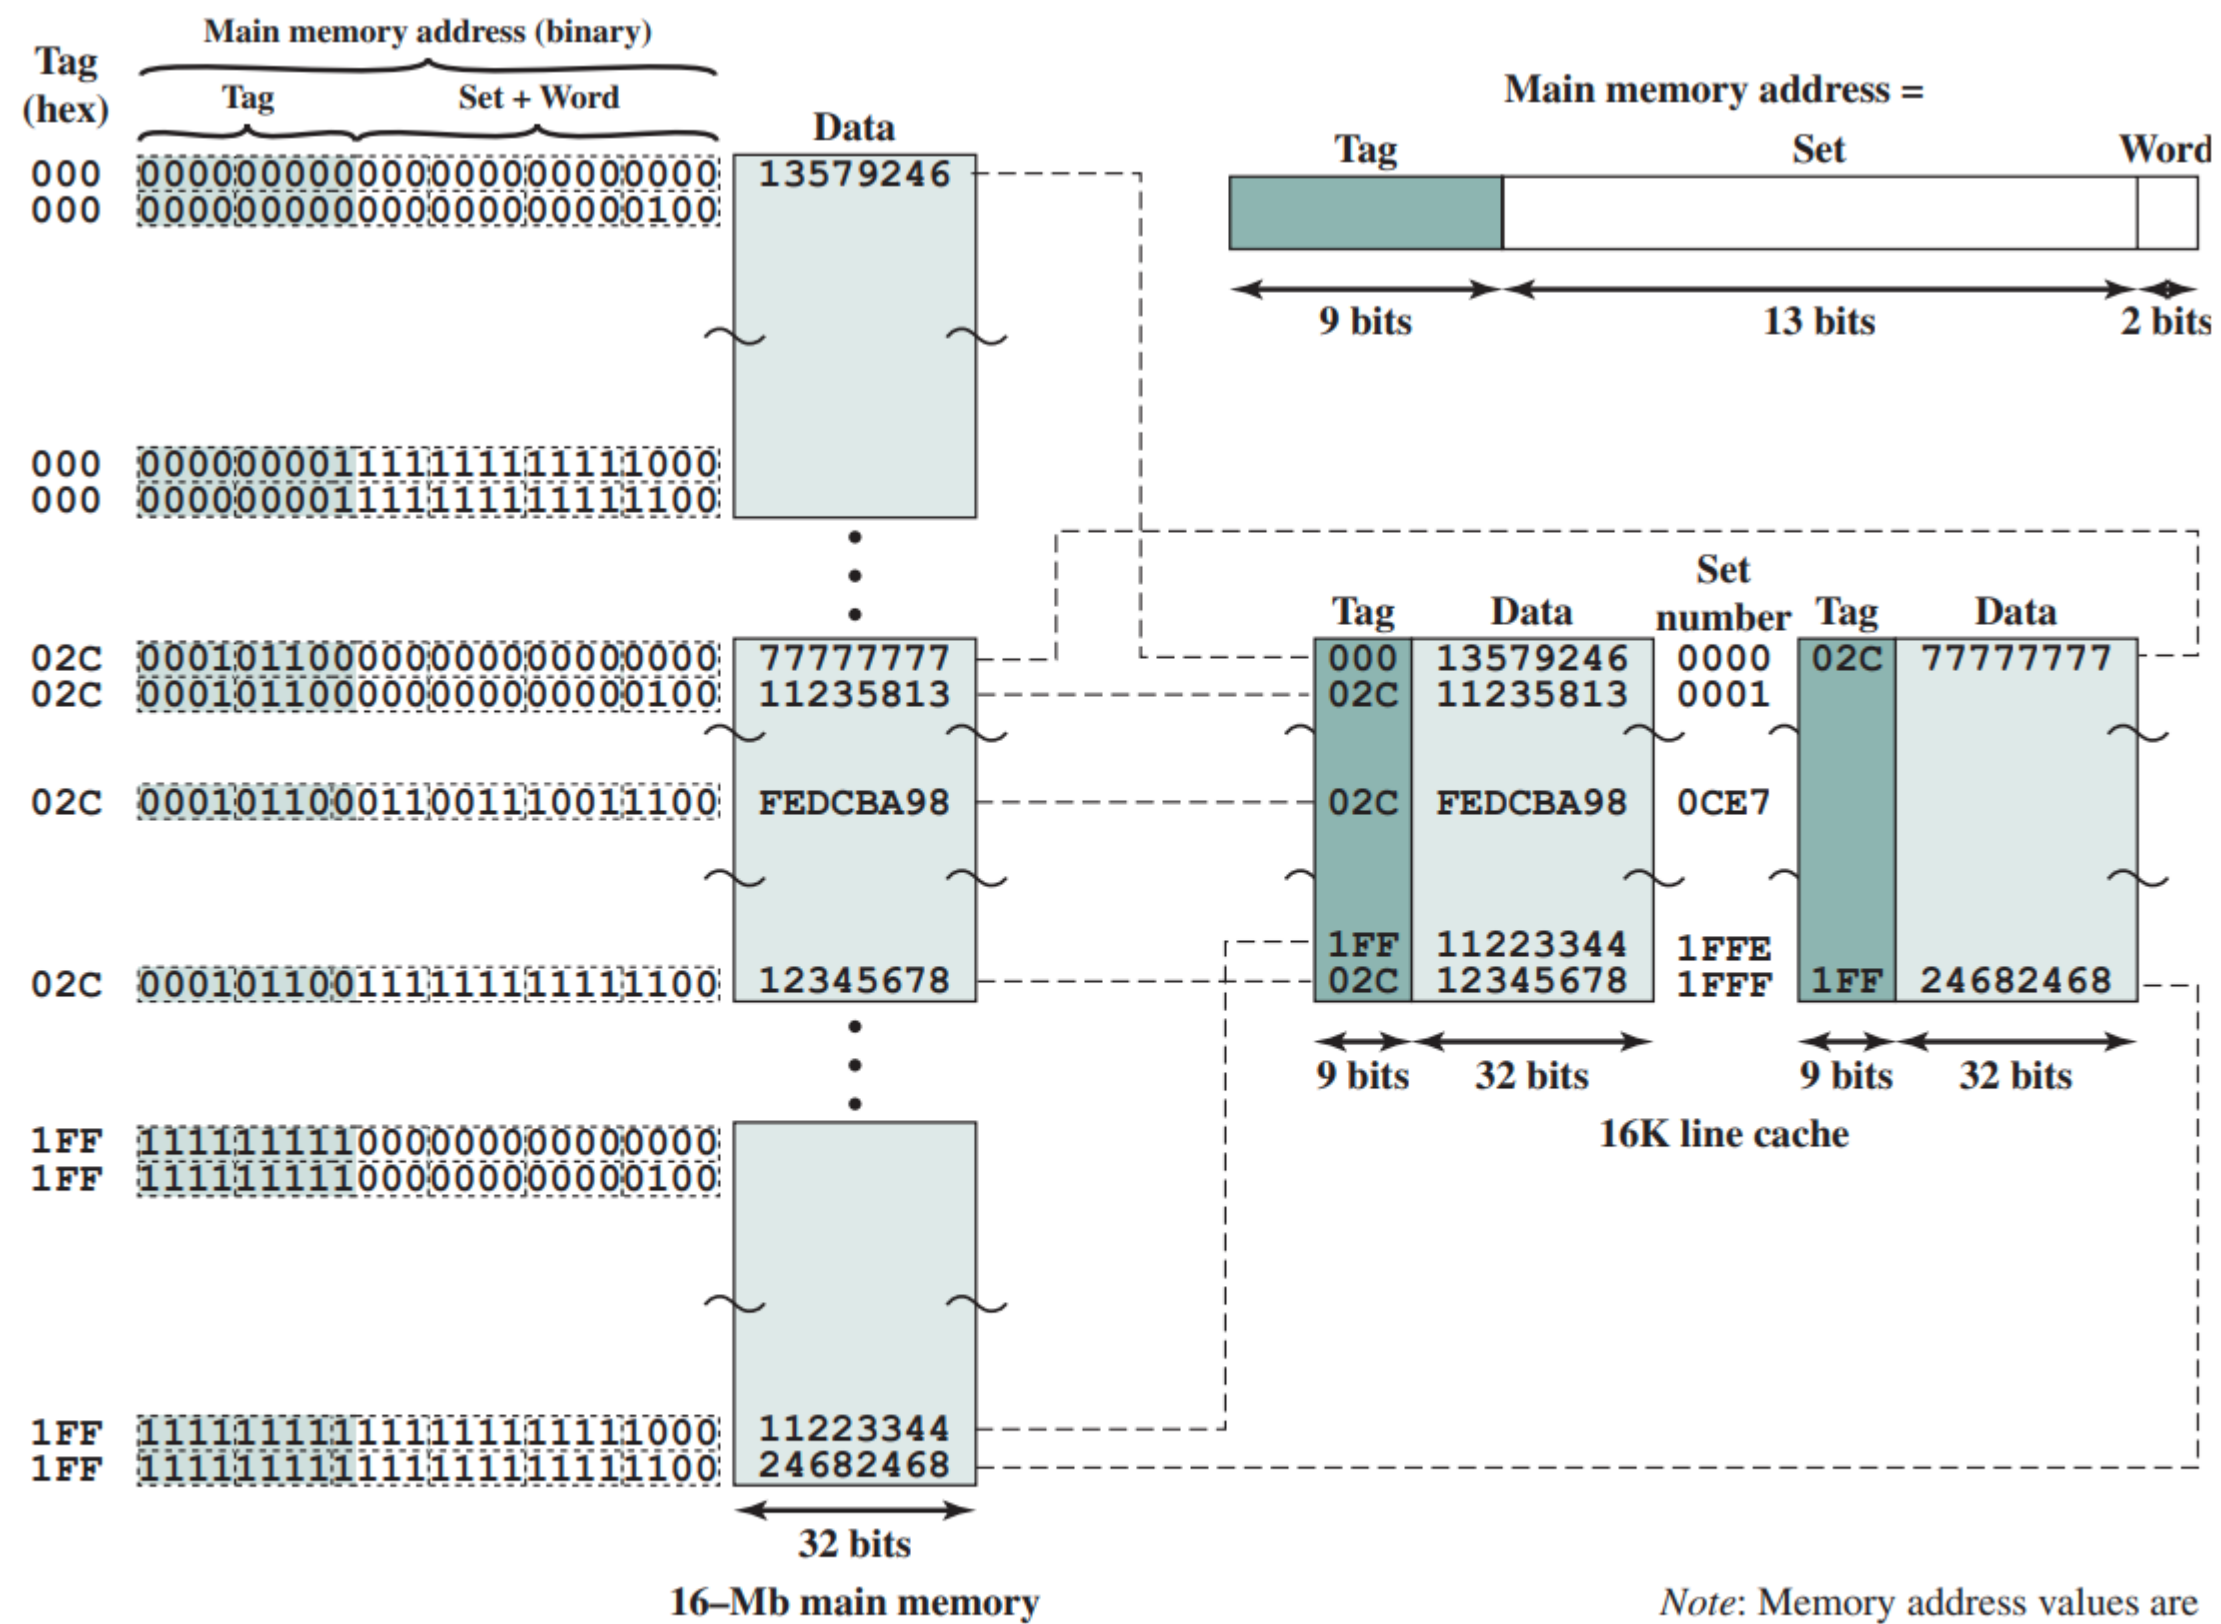 Main memory address (binary)
Tag
(hex)
Tag Set + Word
Data
000 000000000000000000000000 13579246
000 000000000000000000000100
000 000000001111111111111000
000 000000001111111111111100
02C 000101100000000000000000 77777777
02C 000101100000000000000100 11235813
02C 000101100011001110011100 FEDCBA98
02C 000101100111111111111100 12345678
1FF 111111111000000000000000
1FF 111111111000000000000100
1FF 111111111111111111111000 11223344
1FF 111111111111111111111100 24682468
32 bits
16–Mb main memory
Main memory address =
Tag Set Word
9 bits 13 bits 2 bits
Set
Tag Data number Tag Data
000 13579246 0000 02C 77777777
02C 11235813 0001
02C FEDCBA98 0CE7
1FF 11223344 1FFE
02C 12345678 1FFF 1FF 24682468
9 bits 32 bits 9 bits 32 bits
16K line cache
Note: Memory address values are